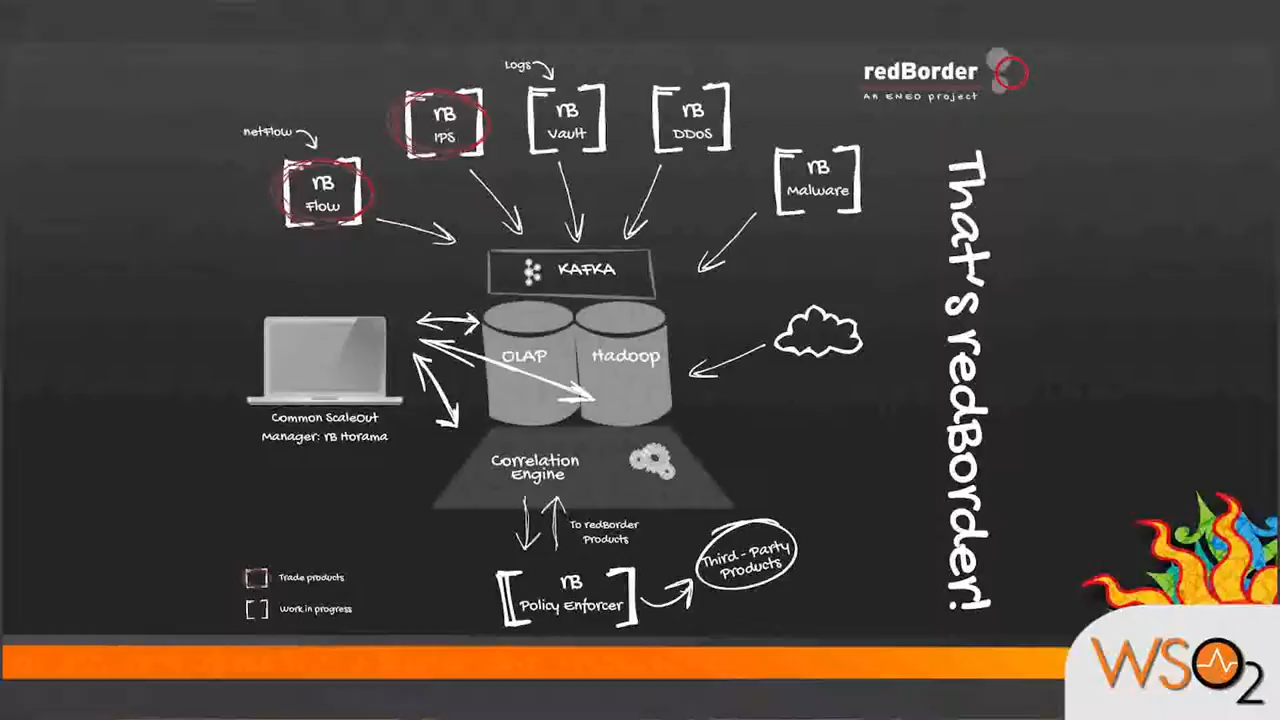 redBorder
An ENEO project
Logs
netFlow
rB
IPS
rB
Vault
rB
DDoS
rB
Malware
rB
Flow
KAFKA
OLAP
Hadoop
Common ScaleOut
Manager: rB Horama
Correlation
Engine
To redBorder
Products
Third-Party
Products
rB
Policy Enforcer
Trade products
Work in progress
That's redBorder!
WSO2